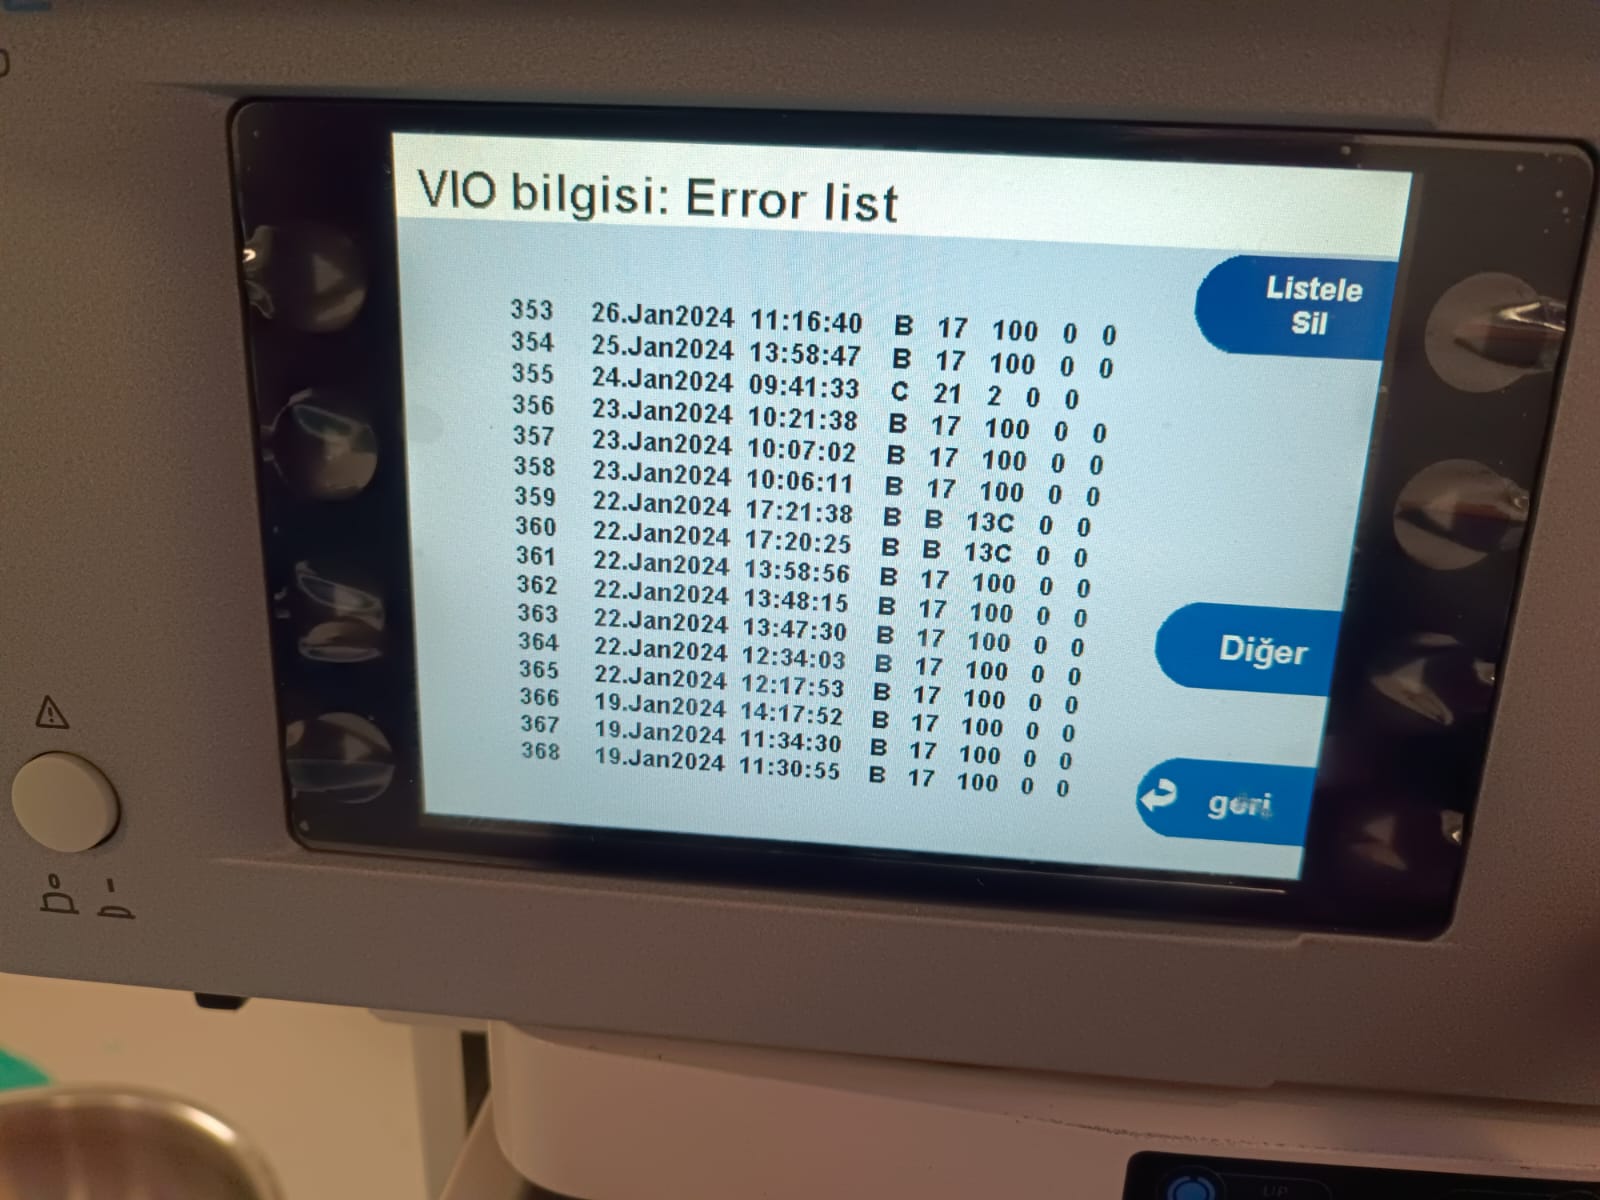 VIO bilgisi: Error list
353 26.Jan2024 11:16:40 B 17 100 0 0
354 25.Jan2024 13:58:47 B 17 100 0 0
355 24.Jan2024 09:41:33 C 21 2 0 0
356 23.Jan2024 10:21:38 B 17 100 0 0
357 23.Jan2024 10:07:02 B 17 100 0 0
358 23.Jan2024 10:06:11 B 17 100 0 0
359 22.Jan2024 17:21:38 B B 13C 0 0
360 22.Jan2024 17:20:25 B B 13C 0 0
361 22.Jan2024 13:58:56 B 17 100 0 0
362 22.Jan2024 13:48:15 B 17 100 0 0
363 22.Jan2024 13:47:30 B 17 100 0 0
364 22.Jan2024 12:34:03 B 17 100 0 0
365 22.Jan2024 12:17:53 B 17 100 0 0
366 19.Jan2024 14:17:52 B 17 100 0 0
367 19.Jan2024 11:34:30 B 17 100 0 0
368 19.Jan2024 11:30:55 B 17 100 0 0
Listele
Sil
Diğer
geri
UP